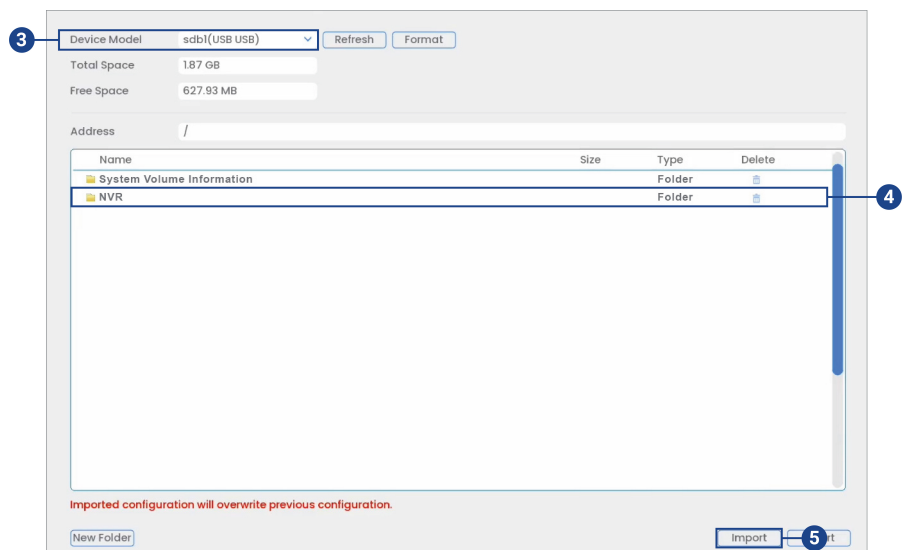 3 Device Model sdb1(USB USB) Refresh Format
Total Space 1.87 GB
Free Space 627.93 MB
Address /
Name Size Type Delete
System Volume Information Folder
NVR Folder 4
Imported configuration will overwrite previous configuration.
New Folder Import 5 rt